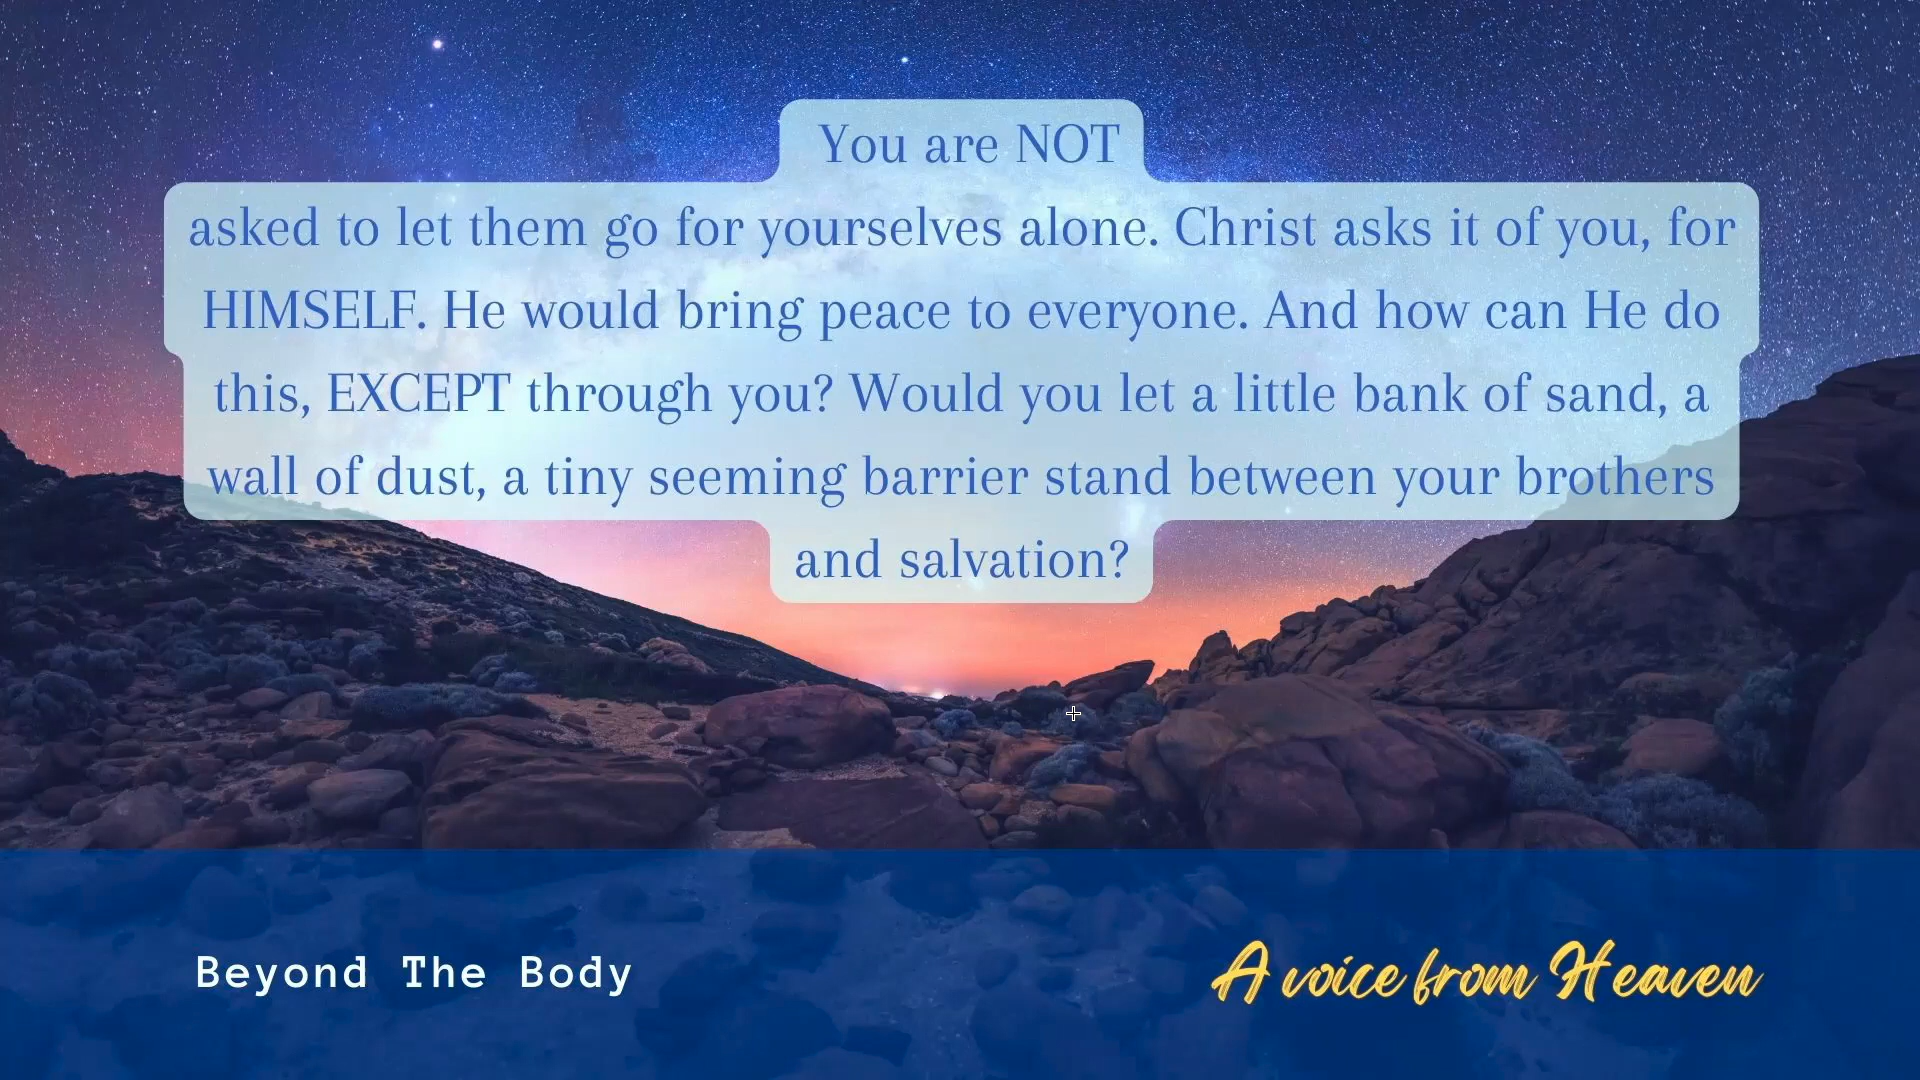 You are NOT
asked to let them go for yourselves alone. Christ asks it of you, for
HIMSELF. He would bring peace to everyone. And how can He do
this, EXCEPT through you? Would you let a little bank of sand, a
wall of dust, a tiny seeming barrier stand between your brothers
and salvation?
Beyond The Body
A voice from Heaven